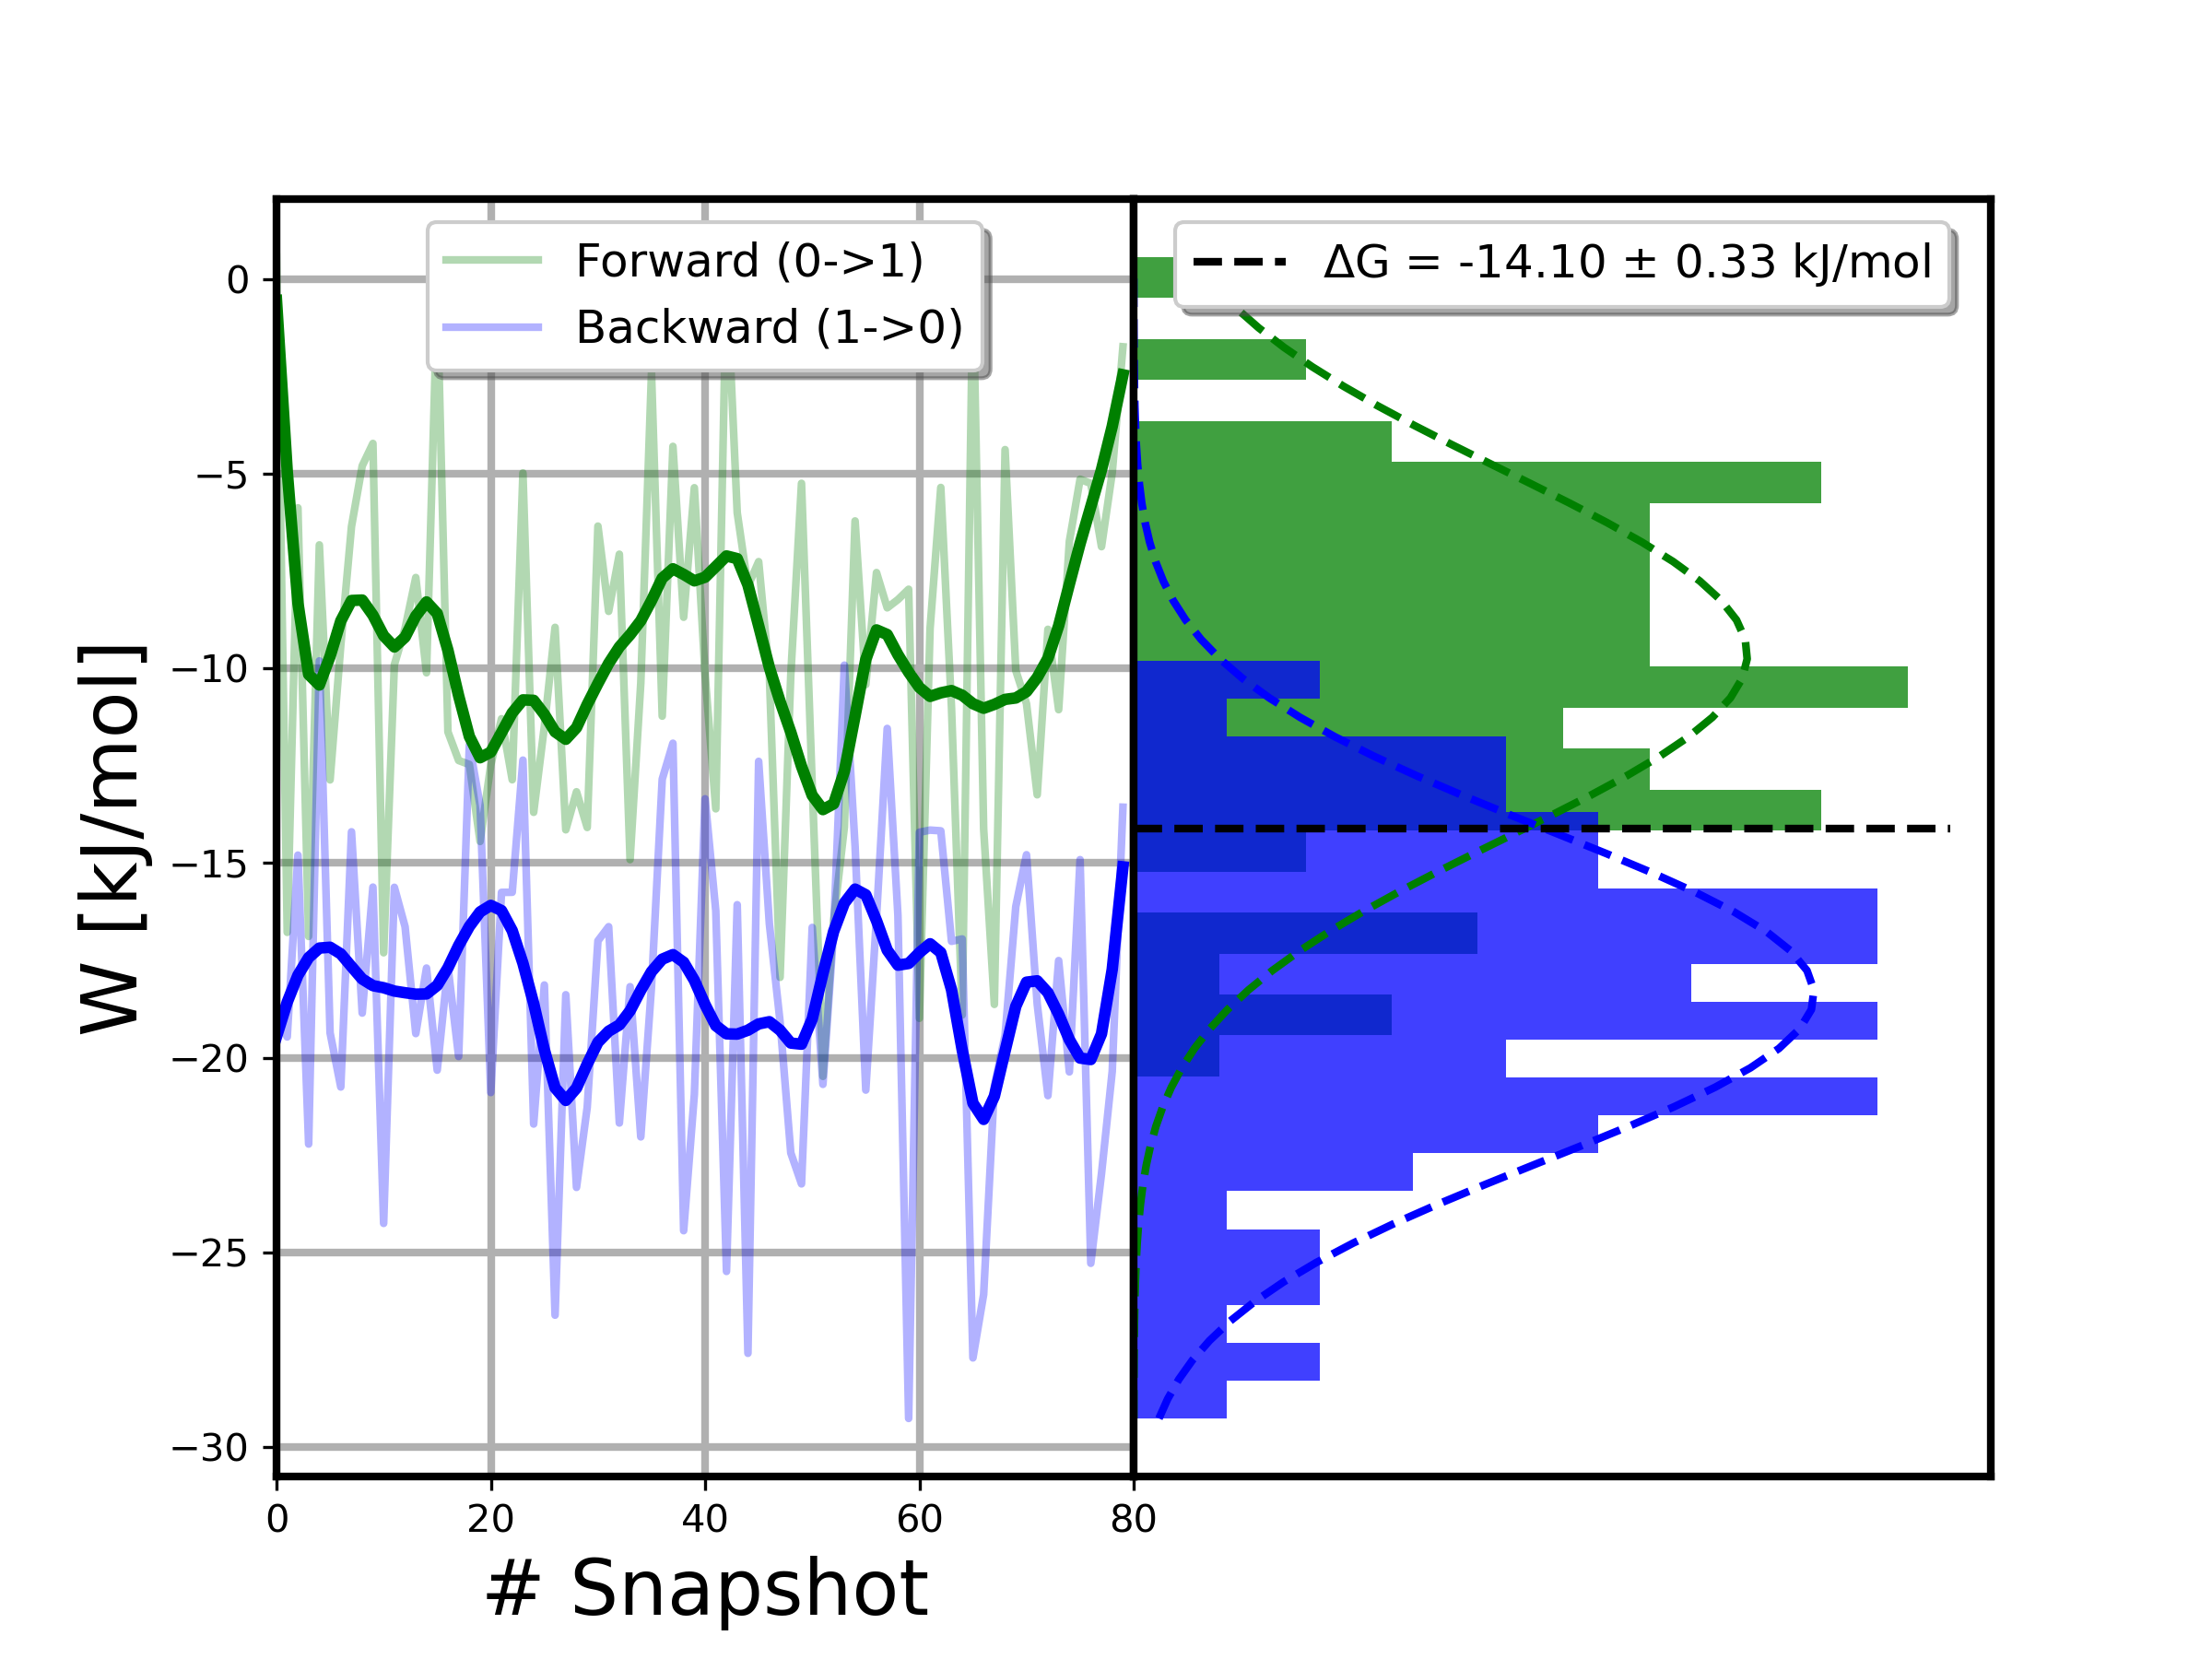 Forward (0->1)
Backward (1->0)
ΔG = -14.10 ± 0.33 kJ/mol
0
−5
−10
−15
−20
−25
−30
W [kJ/mol]
0 20 40 60 80
# Snapshot